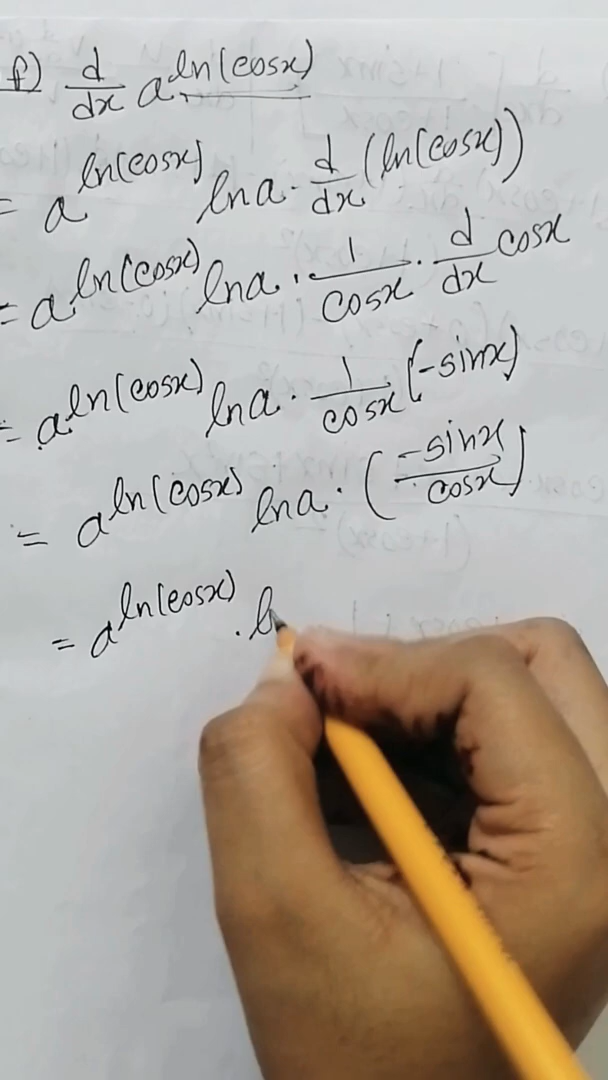 f) d/dx a^ln(cosx)
= a^ln(cosx) lna · d/dx (ln(cosx))
= a^ln(cosx) lna · 1/cosx · d/dx cosx
= a^ln(cosx) lna · 1/cosx (-sinx)
= a^ln(cosx) lna · (-sinx/cosx)
= a^ln(cosx) · l